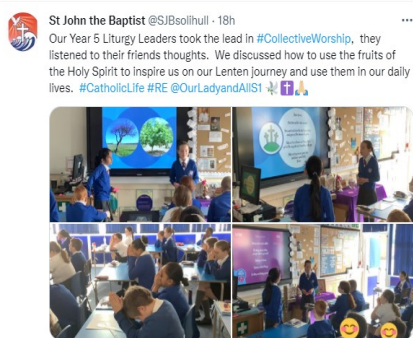 St John the Baptist @SJBsolihull · 18h
Our Year 5 Liturgy Leaders took the lead in #CollectiveWorship, they
listened to their friends thoughts. We discussed how to use the fruits of
the Holy Spirit to inspire us on our Lenten journey and use them in our daily
lives. #CatholicLife #RE @OurLadyandAllS1 🕊️✝️🙏🏼